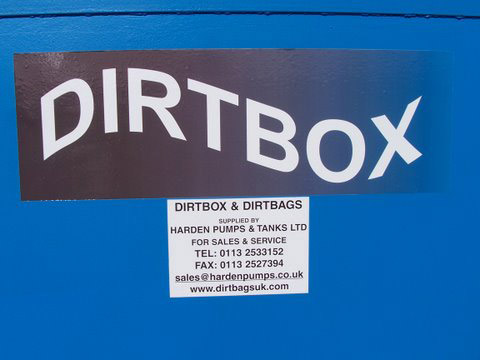 DIRTBOX
DIRTBOX & DIRTBAGS
SUPPLIED BY
HARDEN PUMPS & TANKS LTD
FOR SALES & SERVICE
TEL: 0113 2533152
FAX: 0113 2527394
sales@hardenpumps.co.uk
www.dirtbagsuk.com